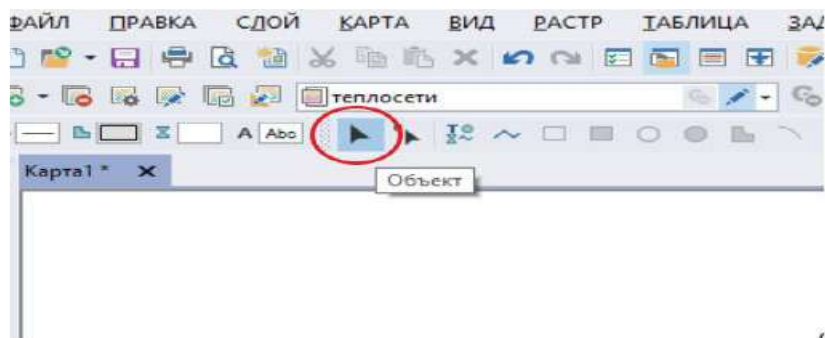 ФАЙЛ ПРАВКА СЛОЙ КАРТА ВИД РАСТР ТАБЛИЦА
теплосети
A Abc
Карта1 *
Объект